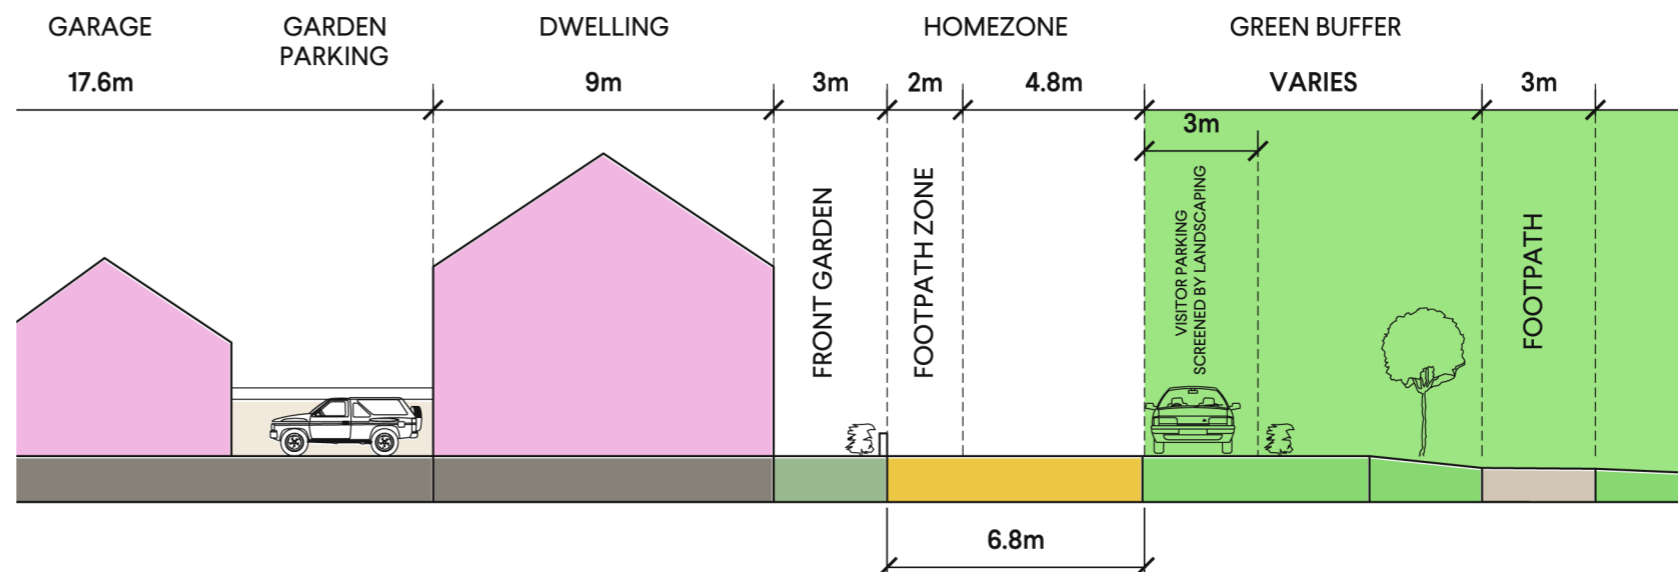 GARAGE
GARDEN
PARKING
DWELLING
HOMEZONE
GREEN BUFFER
17.6m
9m
3m
2m
4.8m
VARIES
3m
3m
FRONT GARDEN
FOOTPATH ZONE
VISITOR PARKING
SCREENED BY LANDSCAPING
FOOTPATH
6.8m